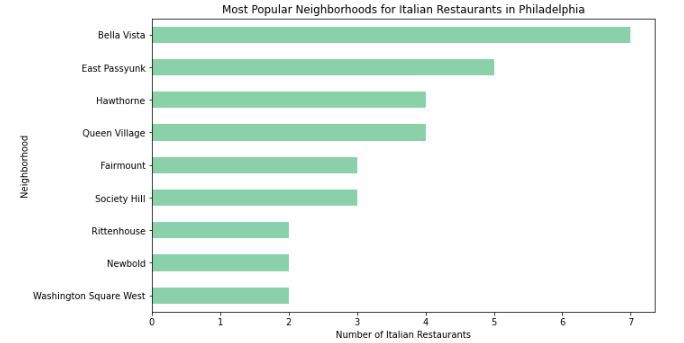 Most Popular Neighborhoods for Italian Restaurants in Philadelphia
Neighborhood
Bella Vista
East Passyunk
Hawthorne
Queen Village
Fairmount
Society Hill
Rittenhouse
Newbold
Washington Square West
0 1 2 3 4 5 6 7
Number of Italian Restaurants